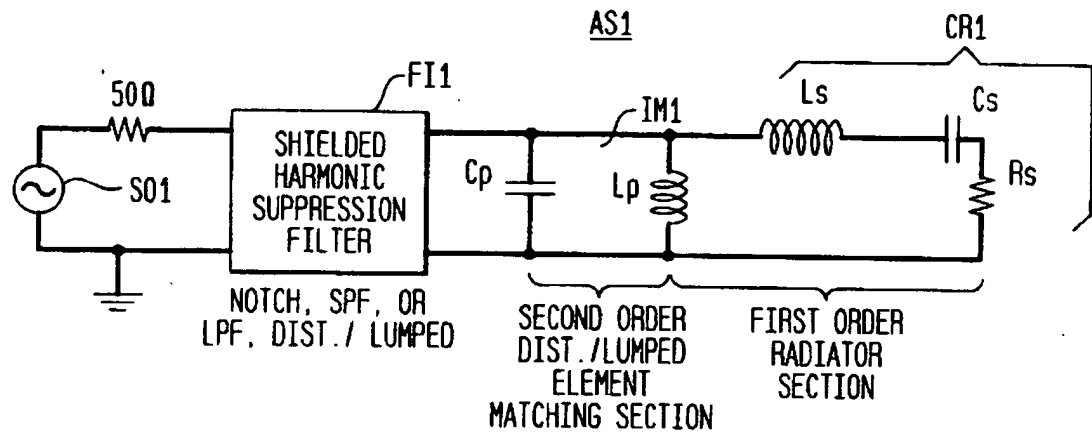 AS1
CR1
FI1
50Ω
SHIELDED
HARMONIC
SUPPRESSION
FILTER
IM1
Ls
Cs
Cp
Lp
Rs
S01
NOTCH, SPF, OR
LPF, DIST./ LUMPED
SECOND ORDER
DIST./LUMPED
ELEMENT
MATCHING SECTION
FIRST ORDER
RADIATOR
SECTION